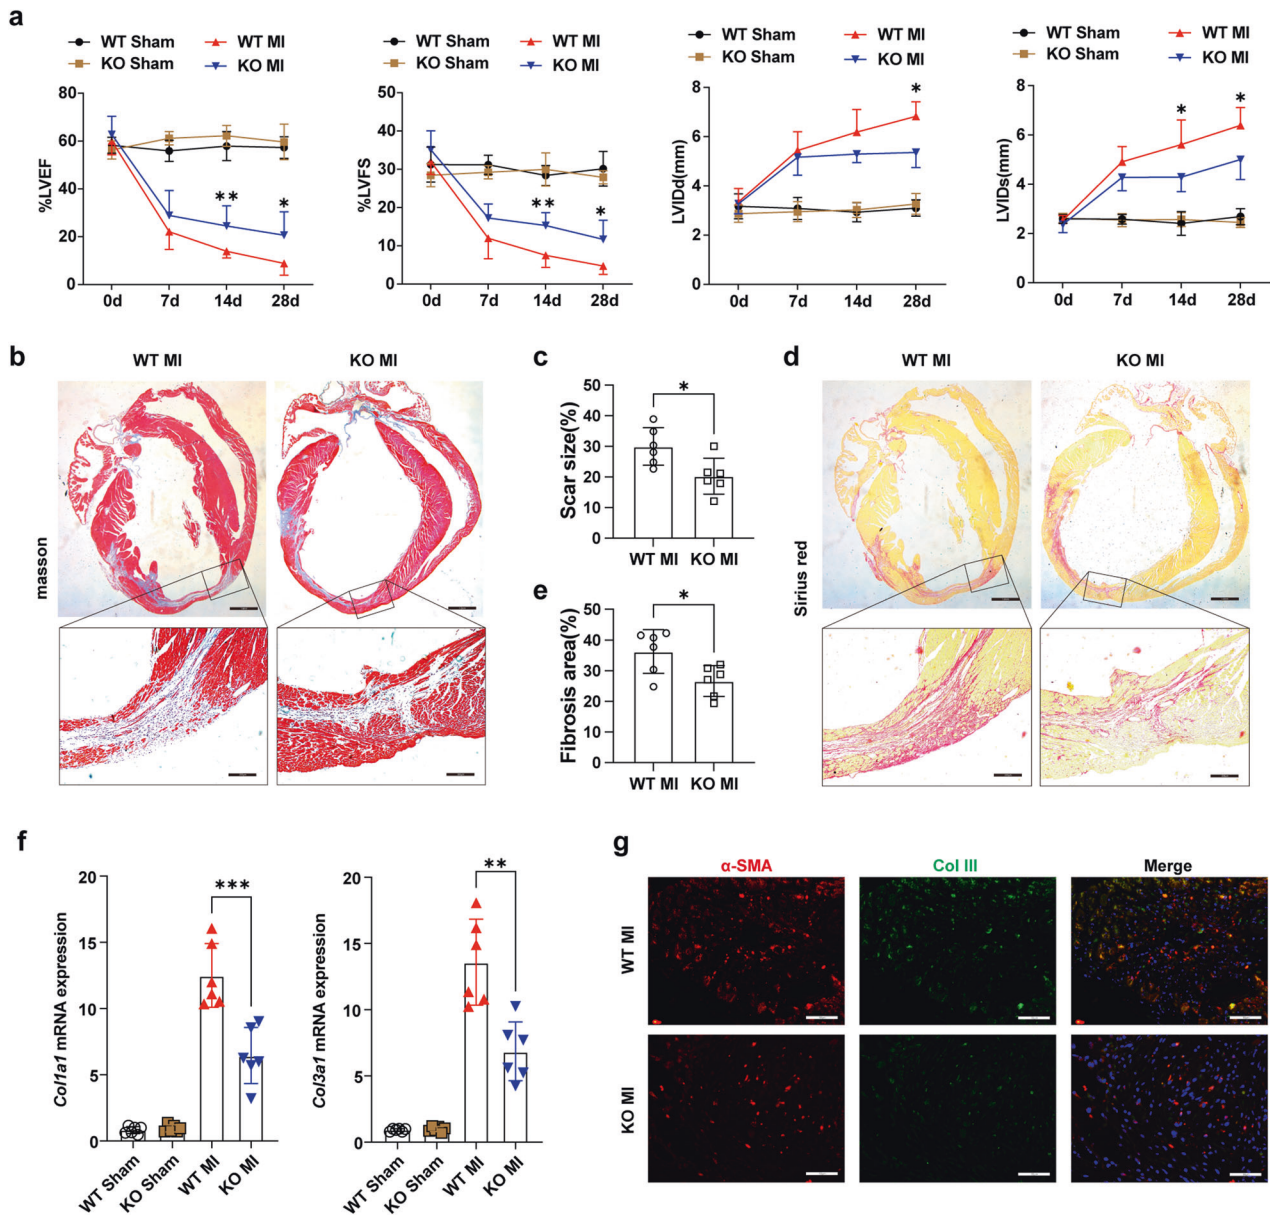 a
WT Sham WT MI
KO Sham KO MI
%LVEF
80
60
40
20
0
** *
0d 7d 14d 28d
WT Sham WT MI
KO Sham KO MI
%LVFS
50
40
30
20
10
0
** *
0d 7d 14d 28d
WT Sham WT MI
KO Sham KO MI
LVIDd(mm)
8
6
4
2
0
*
0d 7d 14d 28d
WT Sham WT MI
KO Sham KO MI
LVIDs(mm)
8
6
4
2
0
* *
0d 7d 14d 28d
b
WT MI KO MI
masson
c
Scar size(%)
50
40
30
20
10
0
*
WT MI KO MI
d
WT MI KO MI
Sirius red
e
Fibrosis area(%)
50
40
30
20
10
0
*
WT MI KO MI
f
Col1a1 mRNA expression
20
15
10
5
0
***
WT Sham KO Sham WT MI KO MI
Col3a1 mRNA expression
20
15
10
5
0
**
WT Sham KO Sham WT MI KO MI
g
α-SMA Col III Merge
WT MI
KO MI